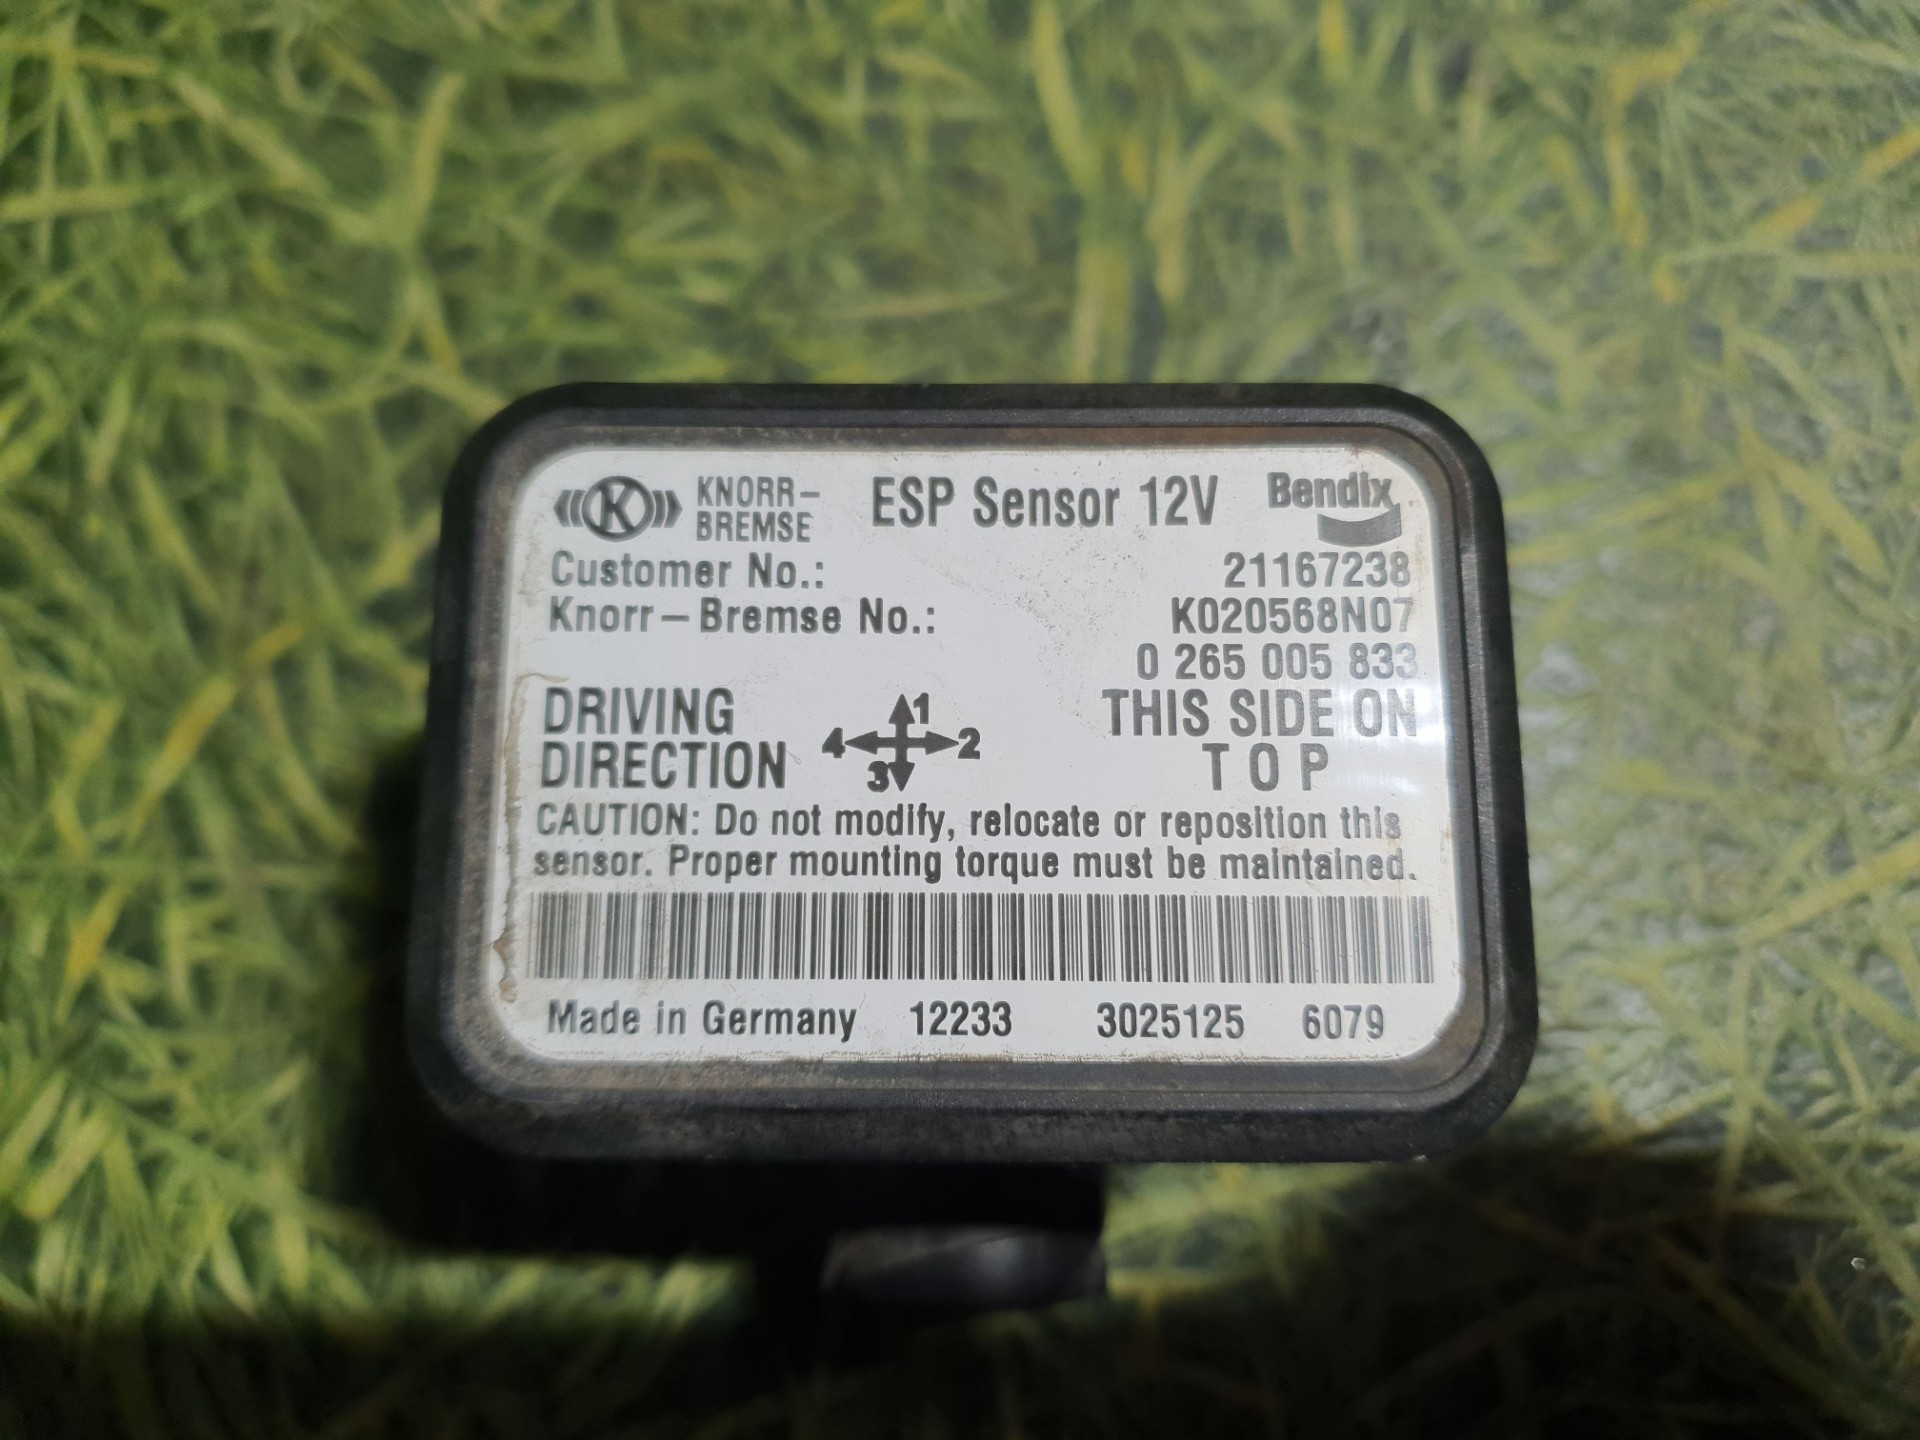 K KNORR-BREMSE ESP Sensor 12V Bendix
Customer No.: 21167238
Knorr-Bremse No.: K020568N07
0 265 005 833
DRIVING DIRECTION 1 2 3 4 THIS SIDE ON TOP
CAUTION: Do not modify, relocate or reposition this
sensor. Proper mounting torque must be maintained.
Made in Germany 12233 3025125 6079